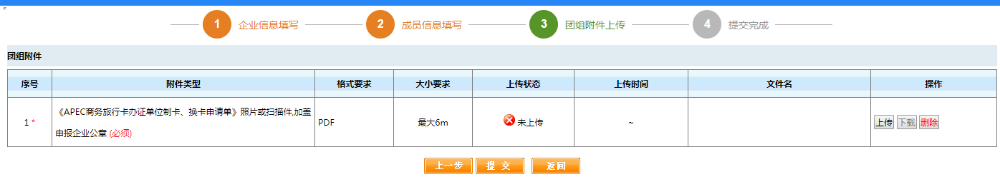 1 企业信息填写 2 成员信息填写 3 团组附件上传 4 提交完成
团组附件
序号 附件类型 格式要求 大小要求 上传状态 上传时间 文件名 操作
《APEC商务旅行卡办证单位制卡、换卡申请单》照片或扫描件,加盖
1 * PDF 最大6m 未上传 ~ 上传 下载 删除
申报企业公章 (必须)
上一步 提 交 返回